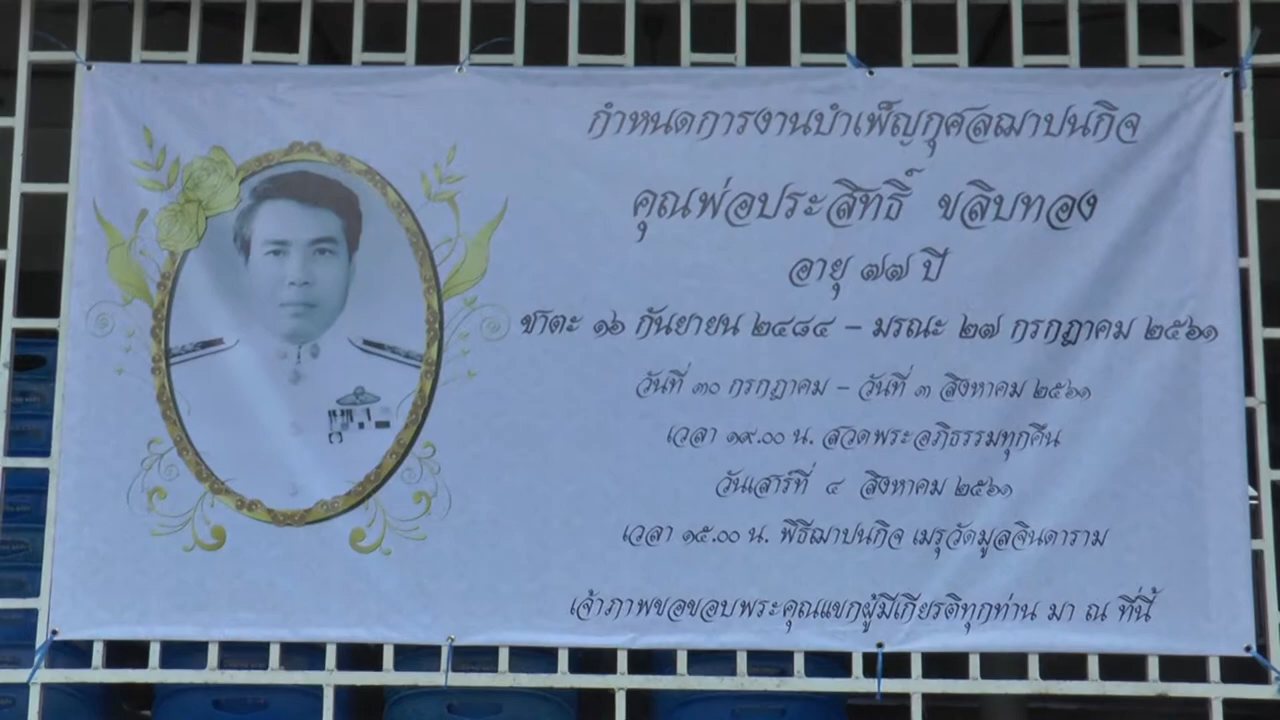 กำหนดการงานบำเพ็ญกุศลฌาปนกิจ
คุณพ่อประสิทธิ์ ขลิบทอง
อายุ ๗๗ ปี
ชาตะ ๑๖ กันยายน ๒๔๘๔ – มรณะ ๒๗ กรกฎาคม ๒๕๖๑
วันที่ ๓๐ กรกฎาคม – วันที่ ๓ สิงหาคม ๒๕๖๑
เวลา ๑๙.๐๐ น. สวดพระอภิธรรมทุกคืน
วันเสาร์ที่ ๔ สิงหาคม ๒๕๖๑
เวลา ๑๕.๐๐ น. พิธีฌาปนกิจ เมรุวัดมูลจินดาราม
เจ้าภาพขอขอบพระคุณแขกผู้มีเกียรติทุกท่าน มา ณ ที่นี้